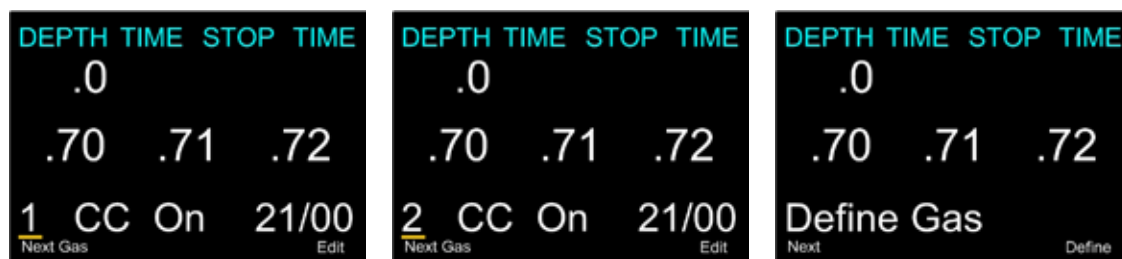 DEPTH TIME STOP TIME
.0
.70 .71 .72
1 CC On 21/00
Next Gas Edit
DEPTH TIME STOP TIME
.0
.70 .71 .72
2 CC On 21/00
Next Gas Edit
DEPTH TIME STOP TIME
.0
.70 .71 .72
Define Gas
Next Define